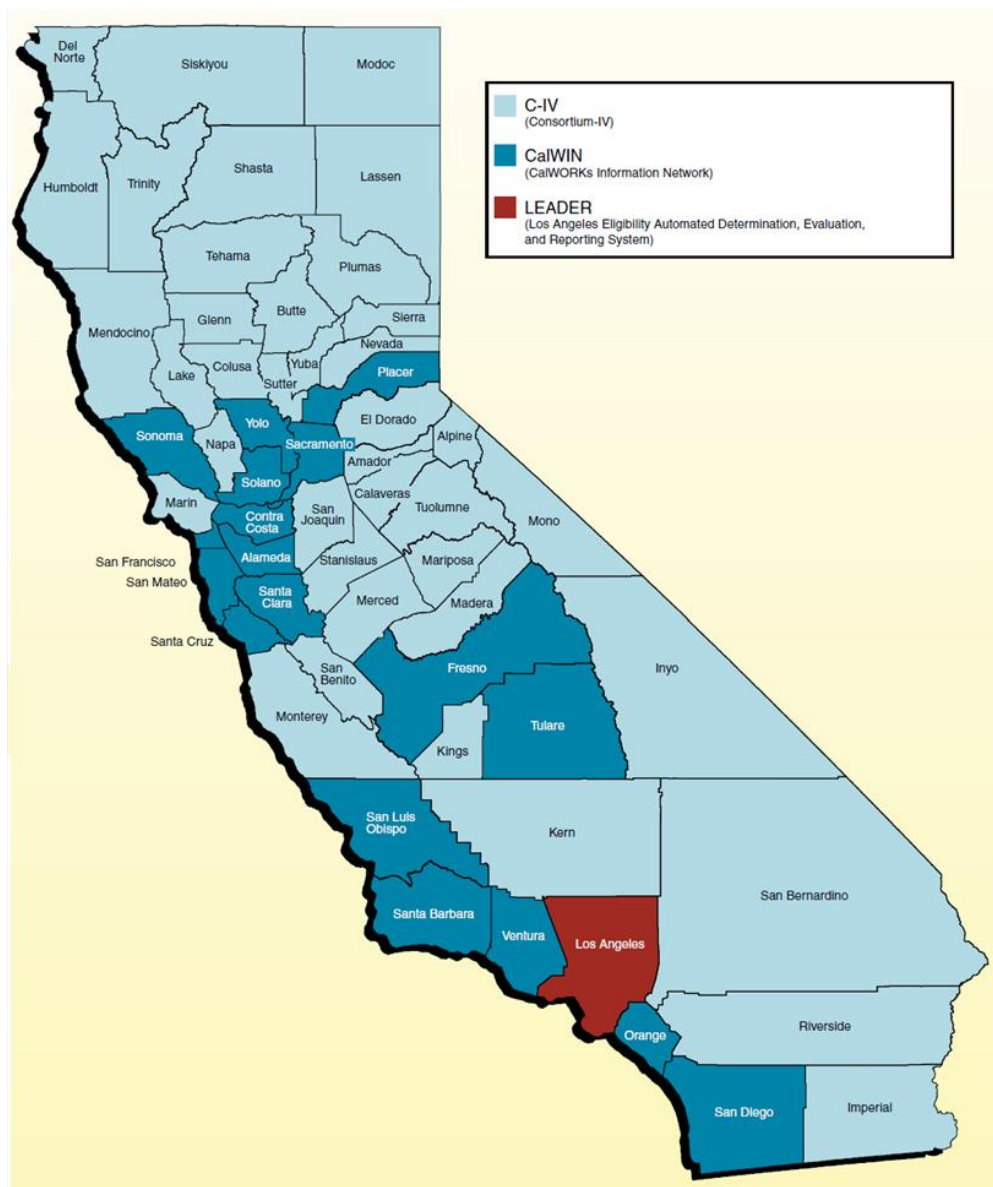 Del
Norte
Siskiyou
Modoc
C-IV
(Consortium-IV)
CalWIN
(CalWORKs Information Network)
LEADER
(Los Angeles Eligibility Automated Determination, Evaluation,
and Reporting System)
Humboldt
Trinity
Shasta
Lassen
Tehama
Plumas
Mendocino
Glenn
Butte
Sierra
Nevada
Lake
Colusa
Yuba
Sutter
Placer
El Dorado
Sonoma
Napa
Yolo
Sacramento
Alpine
Amador
Solano
Calaveras
Marin
Contra
Costa
San
Joaquin
Tuolumne
Mono
San Francisco
Alameda
Stanislaus
Mariposa
San Mateo
Santa
Clara
Merced
Madera
Santa Cruz
San
Benito
Fresno
Inyo
Monterey
Kings
Tulare
San Luis
Obispo
Kern
San Bernardino
Santa Barbara
Ventura
Los Angeles
Orange
Riverside
San Diego
Imperial